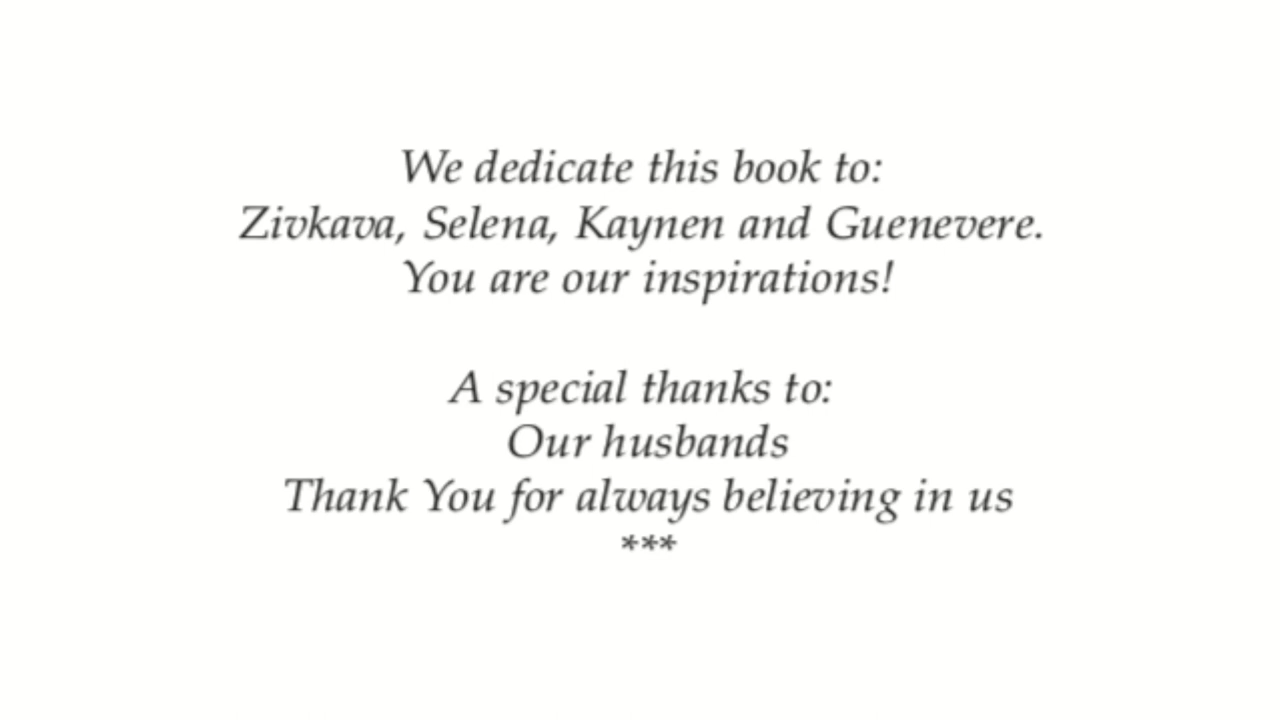 We dedicate this book to:
Zivkava, Selena, Kaynen and Guenevere.
You are our inspirations!
A special thanks to:
Our husbands
Thank You for always believing in us
***